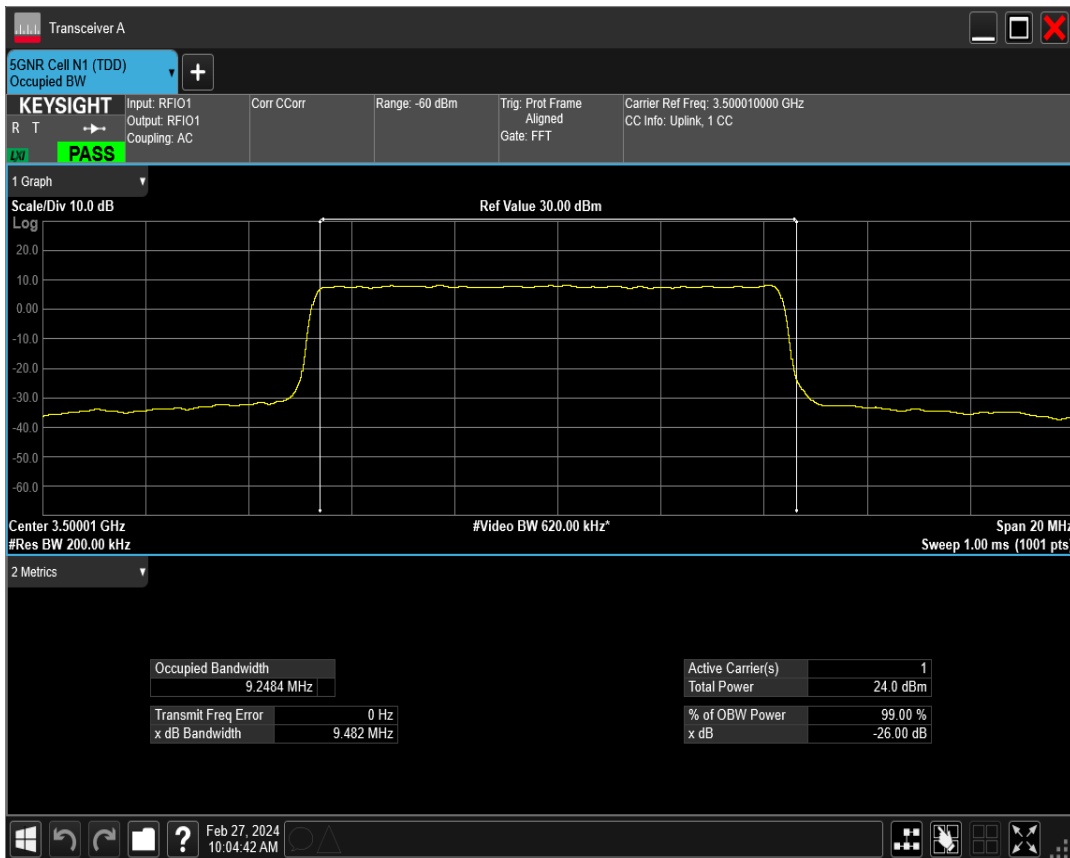 Transceiver A
5GNR Cell N1 (TDD)
Occupied BW
+
KEYSIGHT
R T
LXI
PASS
Input: RFIO1
Output: RFIO1
Coupling: AC
Corr CCorr
Range: -60 dBm
Trig: Prot Frame
Aligned
Gate: FFT
Carrier Ref Freq: 3.500010000 GHz
CC Info: Uplink, 1 CC
1 Graph
Scale/Div 10.0 dB
Ref Value 30.00 dBm
Log
20.0
10.0
0.00
-10.0
-20.0
-30.0
-40.0
-50.0
-60.0
Center 3.50001 GHz
#Video BW 620.00 kHz*
Span 20 MHz
#Res BW 200.00 kHz
Sweep 1.00 ms (1001 pts)
2 Metrics
Occupied Bandwidth
9.2484 MHz
Transmit Freq Error 0 Hz
x dB Bandwidth 9.482 MHz
Active Carrier(s) 1
Total Power 24.0 dBm
% of OBW Power 99.00 %
x dB -26.00 dB
?
Feb 27, 2024
10:04:42 AM